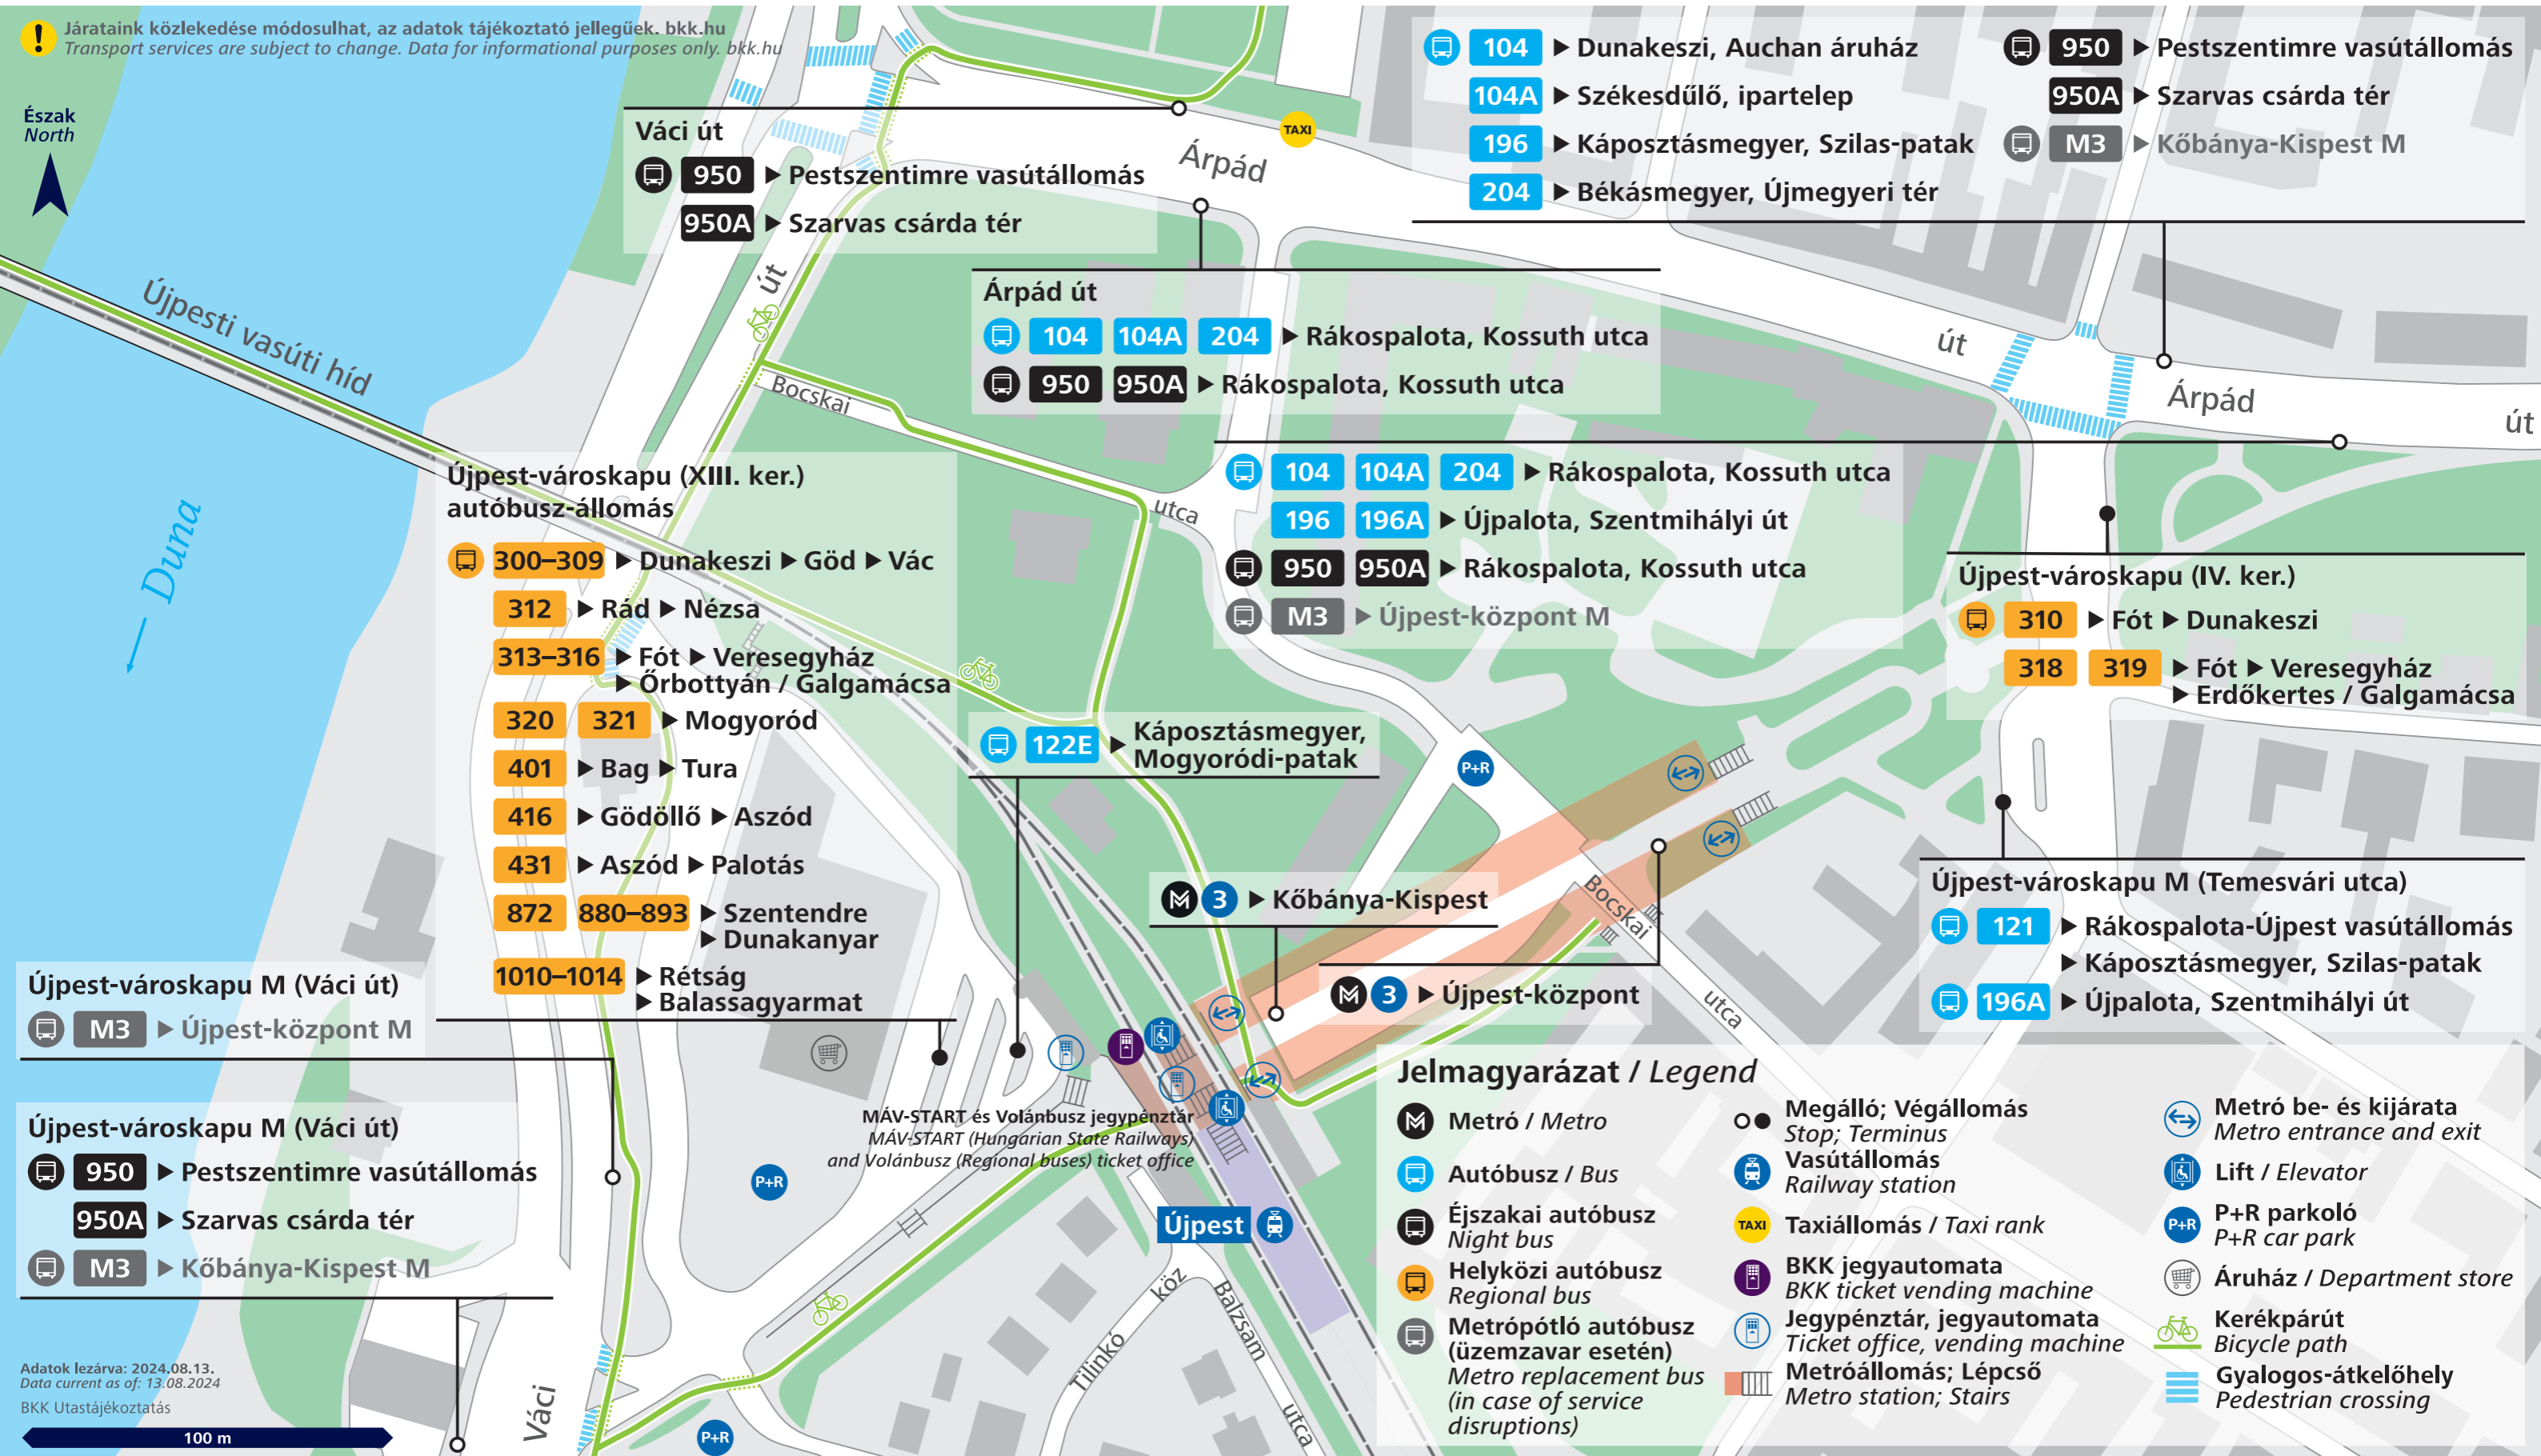 Járataink közlekedése módosulhat, az adatok tájékoztató jellegűek. bkk.hu
Transport services are subject to change. Data for informational purposes only. bkk.hu
Észak
North
Váci út
950 ▶ Pestszentimre vasútállomás
950A ▶ Szarvas csárda tér
TAXI
Árpád
104 ▶ Dunakeszi, Auchan áruház
104A ▶ Székesdűlő, ipartelep
196 ▶ Káposztásmegyer, Szilas-patak
204 ▶ Békásmegyer, Újmegyeri tér
950 ▶ Pestszentimre vasútállomás
950A ▶ Szarvas csárda tér
M3 ▶ Kőbánya-Kispest M
út
Újpesti vasúti híd
Árpád út
104 104A 204 ▶ Rákospalota, Kossuth utca
950 950A ▶ Rákospalota, Kossuth utca
út
Árpád
út
Bocskai
utca
104 104A 204 ▶ Rákospalota, Kossuth utca
196 196A ▶ Újpalota, Szentmihályi út
950 950A ▶ Rákospalota, Kossuth utca
M3 ▶ Újpest-központ M
← Duna
Újpest-városkapu (XIII. ker.)
autóbusz-állomás
300–309 ▶ Dunakeszi ▶ Göd ▶ Vác
312 ▶ Rád ▶ Nézsa
313–316 ▶ Fót ▶ Veresegyház
▶ Őrbottyán / Galgamácsa
320 321 ▶ Mogyoród
401 ▶ Bag ▶ Tura
416 ▶ Gödöllő ▶ Aszód
431 ▶ Aszód ▶ Palotás
872 880–893 ▶ Szentendre
▶ Dunakanyar
1010–1014 ▶ Rétság
▶ Balassagyarmat
Újpest-városkapu (IV. ker.)
310 ▶ Fót ▶ Dunakeszi
318 319 ▶ Fót ▶ Veresegyház
▶ Erdőkertes / Galgamácsa
122E ▶ Káposztásmegyer,
Mogyoródi-patak
P+R
M 3 ▶ Kőbánya-Kispest
M 3 ▶ Újpest-központ
Bocskai
utca
Újpest-városkapu M (Temesvári utca)
121 ▶ Rákospalota-Újpest vasútállomás
▶ Káposztásmegyer, Szilas-patak
196A ▶ Újpalota, Szentmihályi út
Újpest-városkapu M (Váci út)
M3 ▶ Újpest-központ M
Újpest-városkapu M (Váci út)
950 ▶ Pestszentimre vasútállomás
950A ▶ Szarvas csárda tér
M3 ▶ Kőbánya-Kispest M
MÁV-START és Volánbusz jegypénztár
MÁV-START (Hungarian State Railways)
and Volánbusz (Regional buses) ticket office
P+R
Újpest
köz
Tilinkó
Balzsam
utca
Váci
P+R
Jelmagyarázat / Legend
M Metró / Metro
Autóbusz / Bus
Éjszakai autóbusz
Night bus
Helyközi autóbusz
Regional bus
Metrópótló autóbusz
(üzemzavar esetén)
Metro replacement bus
(in case of service
disruptions)
Megálló; Végállomás
Stop; Terminus
Vasútállomás
Railway station
TAXI Taxiállomás / Taxi rank
BKK jegyautomata
BKK ticket vending machine
Jegypénztár, jegyautomata
Ticket office, vending machine
Metróállomás; Lépcső
Metro station; Stairs
Metró be- és kijárata
Metro entrance and exit
Lift / Elevator
P+R P+R parkoló
P+R car park
Áruház / Department store
Kerékpárút
Bicycle path
Gyalogos-átkelőhely
Pedestrian crossing
Adatok lezárva: 2024.08.13.
Data current as of: 13.08.2024
BKK Utastájékoztatás
100 m